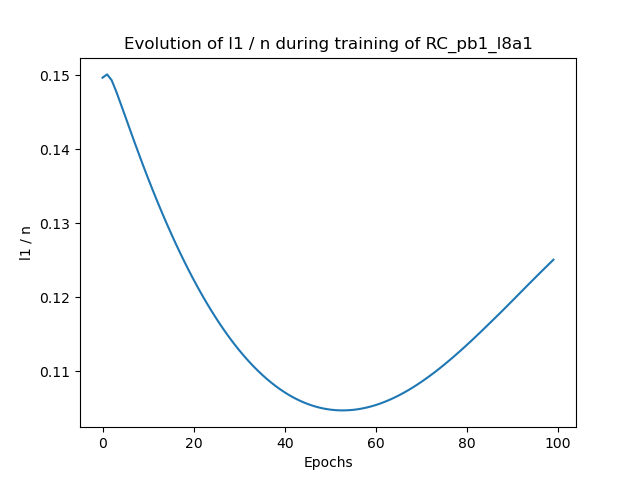 Evolution of l1 / n during training of RC_pb1_l8a1
0.15
0.14
0.13
0.12
0.11
l1 / n
0 20 40 60 80 100
Epochs